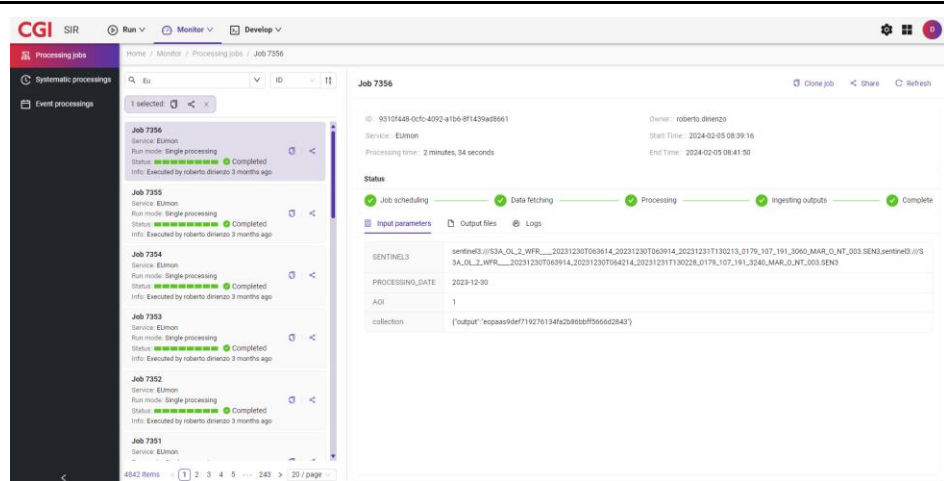 CGI SIR Run Monitor Develop D
Processing jobs
Systematic processings
Event processings
Home / Monitor / Processing jobs / Job 7356
Eu ID
1 selected:
Job 7356
Service: EUmon
Run mode: Single processing
Status: Completed
Info: Executed by roberto.dirienzo 3 months ago
Job 7355
Service: EUmon
Run mode: Single processing
Status: Completed
Info: Executed by roberto.dirienzo 3 months ago
Job 7354
Service: EUmon
Run mode: Single processing
Status: Completed
Info: Executed by roberto.dirienzo 3 months ago
Job 7353
Service: EUmon
Run mode: Single processing
Status: Completed
Info: Executed by roberto.dirienzo 3 months ago
Job 7352
Service: EUmon
Run mode: Single processing
Status: Completed
Info: Executed by roberto.dirienzo 3 months ago
Job 7351
Service: EUmon
4842 Items < 1 2 3 4 5 ··· 243 > 20 / page
Job 7356 Clone job Share Refresh
ID: 9310f448-0cfc-4092-a1b6-8f1439ad8661 Owner: roberto.dirienzo
Service: EUmon Start Time: 2024-02-05 08:39:16
Processing time: 2 minutes, 34 seconds End Time: 2024-02-05 08:41:50
Status
Job scheduling Data fetching Processing Ingesting outputs Complete
Input parameters Output files Logs
SENTINEL3 sentinel3:///S3A_OL_2_WFR____20231230T063614_20231230T063914_20231231T130213_0179_107_191_3060_MAR_O_NT_003.SEN3,sentinel3:///S
3A_OL_2_WFR____20231230T063914_20231230T064214_20231231T130228_0179_107_191_3240_MAR_O_NT_003.SEN3
PROCESSING_DATE 2023-12-30
AOI 1
collection {"output":"eopaas9def719276134fa2b86bbff5666d2843"}